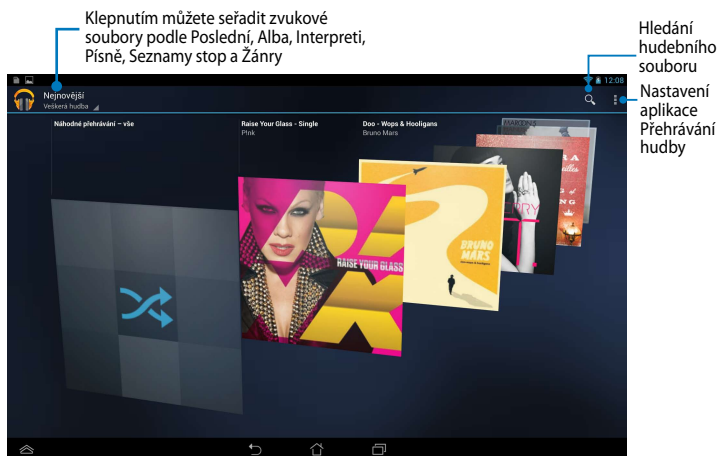 Klepnutím můžete seřadit zvukové
soubory podle Poslední, Alba, Interpreti,
Písně, Seznamy stop a Žánry
Hledání
hudebního
souboru
12:08
Nejnovější
Veškerá hudba
Nastavení
aplikace
Přehrávání
hudby
Náhodné přehrávání – vše
Raise Your Glass - Single
P!nk
Doo - Wops & Hooligans
Bruno Mars
RAISE YOUR GLASS
BRUNO
MARS